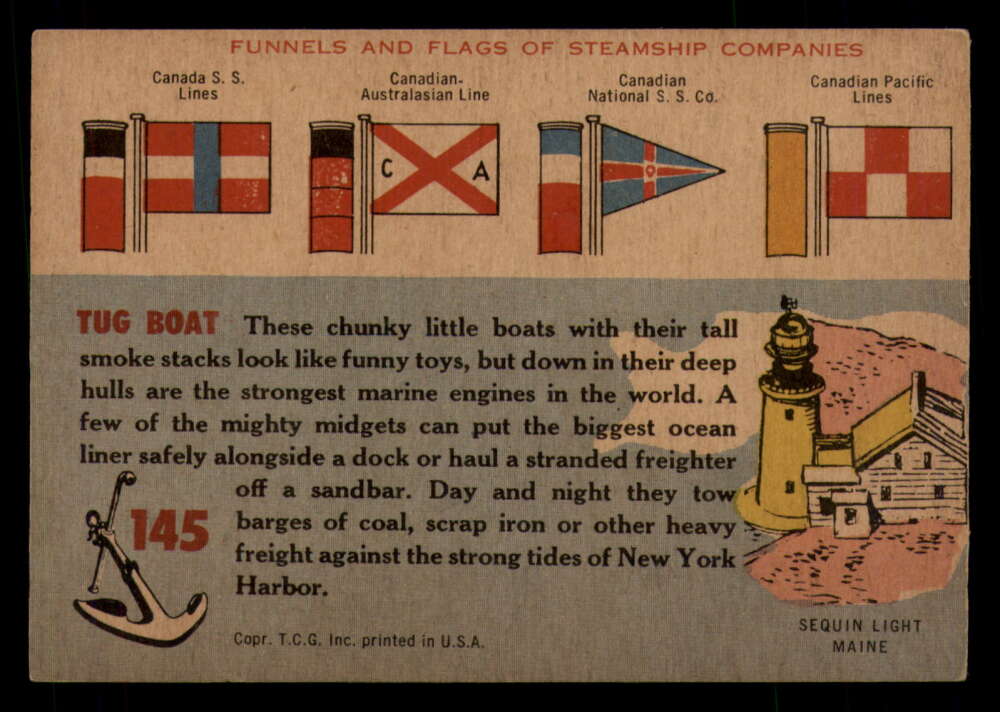 FUNNELS AND FLAGS OF STEAMSHIP COMPANIES
Canada S. S.
Lines
Canadian-
Australasian Line
Canadian
National S. S. Co.
Canadian Pacific
Lines
C A
TUG BOAT These chunky little boats with their tall
smoke stacks look like funny toys, but down in their deep
hulls are the strongest marine engines in the world. A
few of the mighty midgets can put the biggest ocean
liner safely alongside a dock or haul a stranded freighter
off a sandbar. Day and night they tow
barges of coal, scrap iron or other heavy
freight against the strong tides of New York
Harbor.
145
Copr. T.C.G. Inc. printed in U.S.A.
SEQUIN LIGHT
MAINE